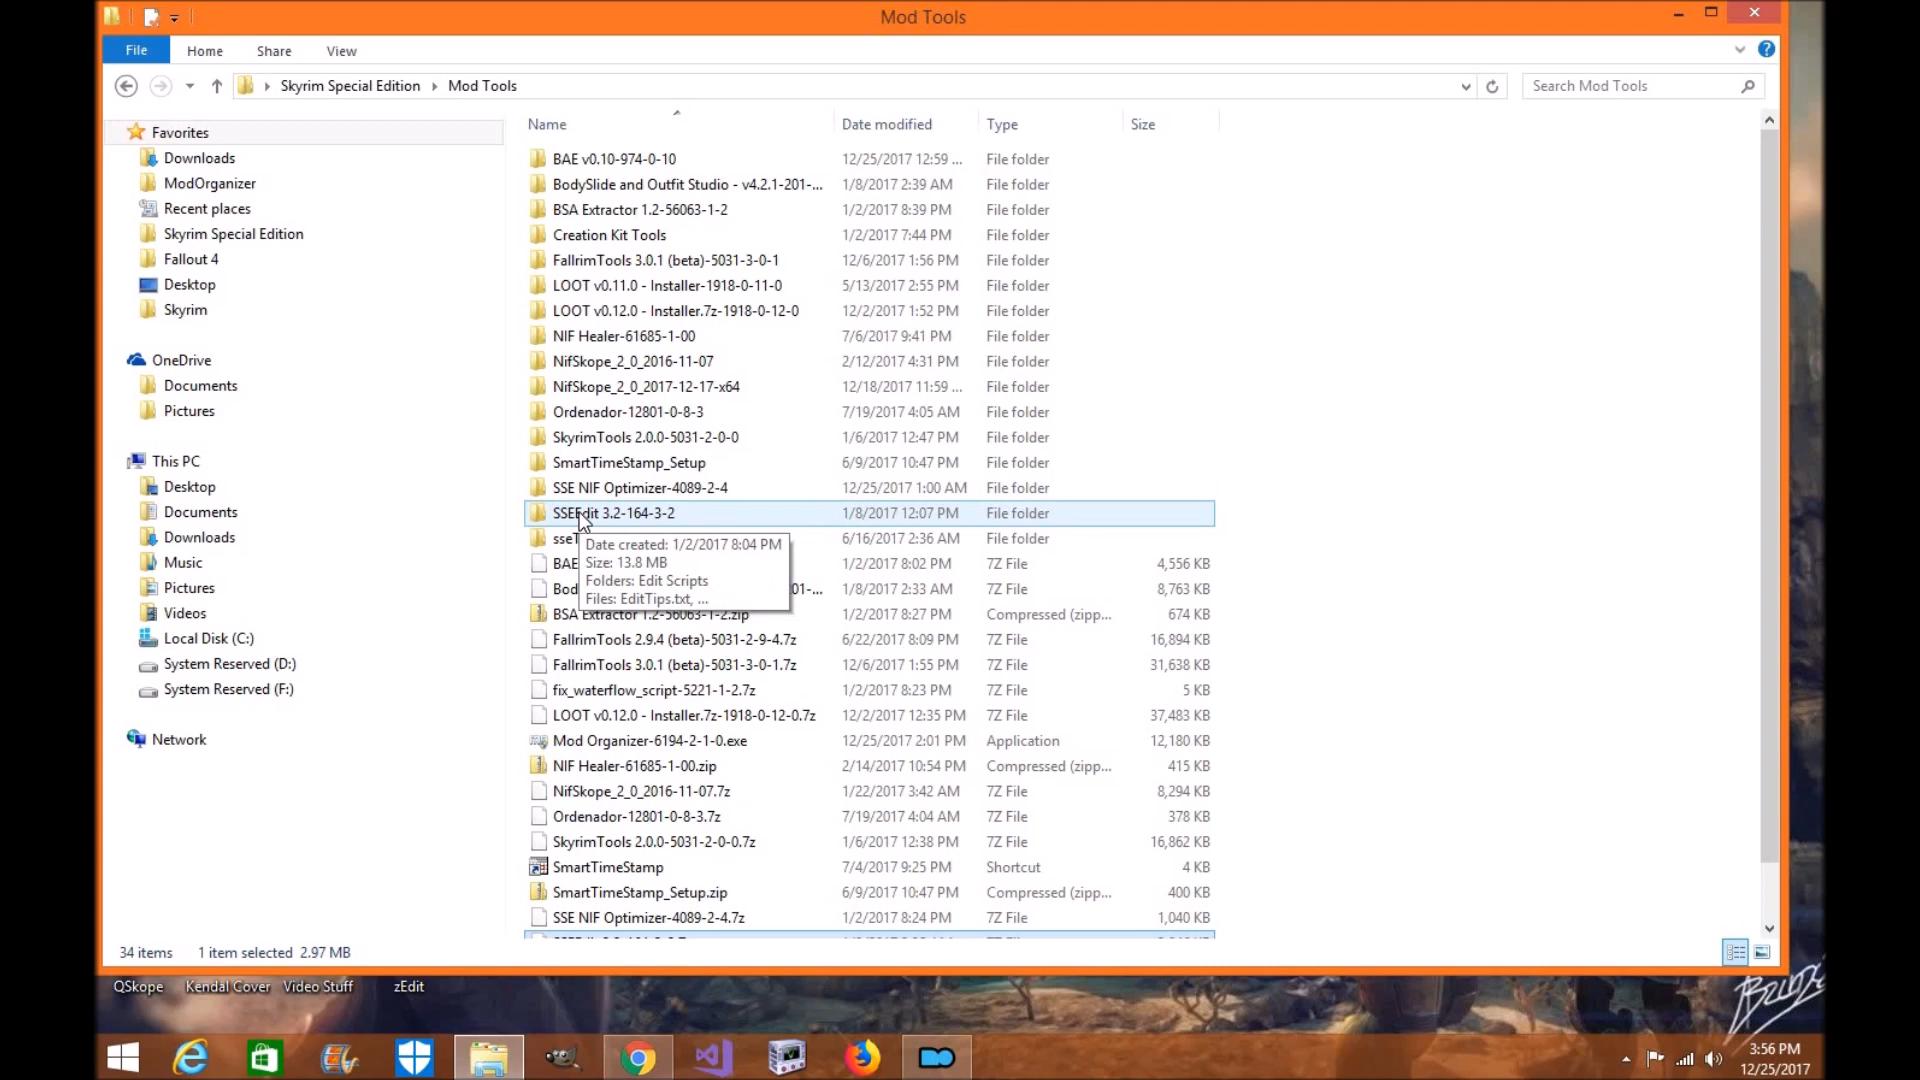 Mod Tools
File
Home
Share
View
Skyrim Special Edition
Mod Tools
Search Mod Tools
Name
Date modified
Type
Size
Favorites
Downloads
ModOrganizer
Recent places
Skyrim Special Edition
Fallout 4
Desktop
Skyrim
OneDrive
Documents
Pictures
This PC
Desktop
Documents
Downloads
Music
Pictures
Videos
Local Disk (C:)
System Reserved (D:)
System Reserved (F:)
Network
BAE v0.10-974-0-10 12/25/2017 12:59 ... File folder
BodySlide and Outfit Studio - v4.2.1-201-... 1/8/2017 2:39 AM File folder
BSA Extractor 1.2-56063-1-2 1/2/2017 8:39 PM File folder
Creation Kit Tools 1/2/2017 7:44 PM File folder
FallrimTools 3.0.1 (beta)-5031-3-0-1 12/6/2017 1:56 PM File folder
LOOT v0.11.0 - Installer-1918-0-11-0 5/13/2017 2:55 PM File folder
LOOT v0.12.0 - Installer.7z-1918-0-12-0 12/2/2017 1:52 PM File folder
NIF Healer-61685-1-00 7/6/2017 9:41 PM File folder
NifSkope_2_0_2016-11-07 2/12/2017 4:31 PM File folder
NifSkope_2_0_2017-12-17-x64 12/18/2017 11:59 ... File folder
Ordenador-12801-0-8-3 7/19/2017 4:05 AM File folder
SkyrimTools 2.0.0-5031-2-0-0 1/6/2017 12:47 PM File folder
SmartTimeStamp_Setup 6/9/2017 10:47 PM File folder
SSE NIF Optimizer-4089-2-4 12/25/2017 1:00 AM File folder
SSEEdit 3.2-164-3-2 1/8/2017 12:07 PM File folder
sse 6/16/2017 2:36 AM File folder
Date created: 1/2/2017 8:04 PM
Size: 13.8 MB
Folders: Edit Scripts
Files: EditTips.txt, ...
BAE 1/2/2017 8:02 PM 7Z File 4,556 KB
Bod 01-... 1/8/2017 2:33 AM 7Z File 8,763 KB
BSA Extractor 1.2-56063-1-2.zip 1/2/2017 8:27 PM Compressed (zipp... 674 KB
FallrimTools 2.9.4 (beta)-5031-2-9-4.7z 6/22/2017 8:09 PM 7Z File 16,894 KB
FallrimTools 3.0.1 (beta)-5031-3-0-1.7z 12/6/2017 1:55 PM 7Z File 31,638 KB
fix_waterflow_script-5221-1-2.7z 1/2/2017 8:23 PM 7Z File 5 KB
LOOT v0.12.0 - Installer.7z-1918-0-12-0.7z 12/2/2017 12:35 PM 7Z File 37,483 KB
Mod Organizer-6194-2-1-0.exe 12/25/2017 2:01 PM Application 12,180 KB
NIF Healer-61685-1-00.zip 2/14/2017 10:54 PM Compressed (zipp... 415 KB
NifSkope_2_0_2016-11-07.7z 1/22/2017 3:42 AM 7Z File 8,294 KB
Ordenador-12801-0-8-3.7z 7/19/2017 4:04 AM 7Z File 378 KB
SkyrimTools 2.0.0-5031-2-0-0.7z 1/6/2017 12:38 PM 7Z File 16,862 KB
SmartTimeStamp 7/4/2017 9:25 PM Shortcut 4 KB
SmartTimeStamp_Setup.zip 6/9/2017 10:47 PM Compressed (zipp... 400 KB
SSE NIF Optimizer-4089-2-4.7z 1/2/2017 8:24 PM 7Z File 1,040 KB
34 items 1 item selected 2.97 MB
QSkope Kendal Cover Video Stuff zEdit
3:56 PM
12/25/2017